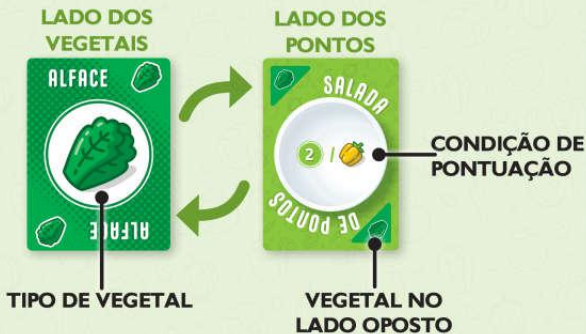 LADO DOS
VEGETAIS
LADO DOS
PONTOS
ALFACE
ALFACE
SALADA
2 /
DE PONTOS
CONDIÇÃO DE
PONTUAÇÃO
TIPO DE VEGETAL
VEGETAL NO
LADO OPOSTO